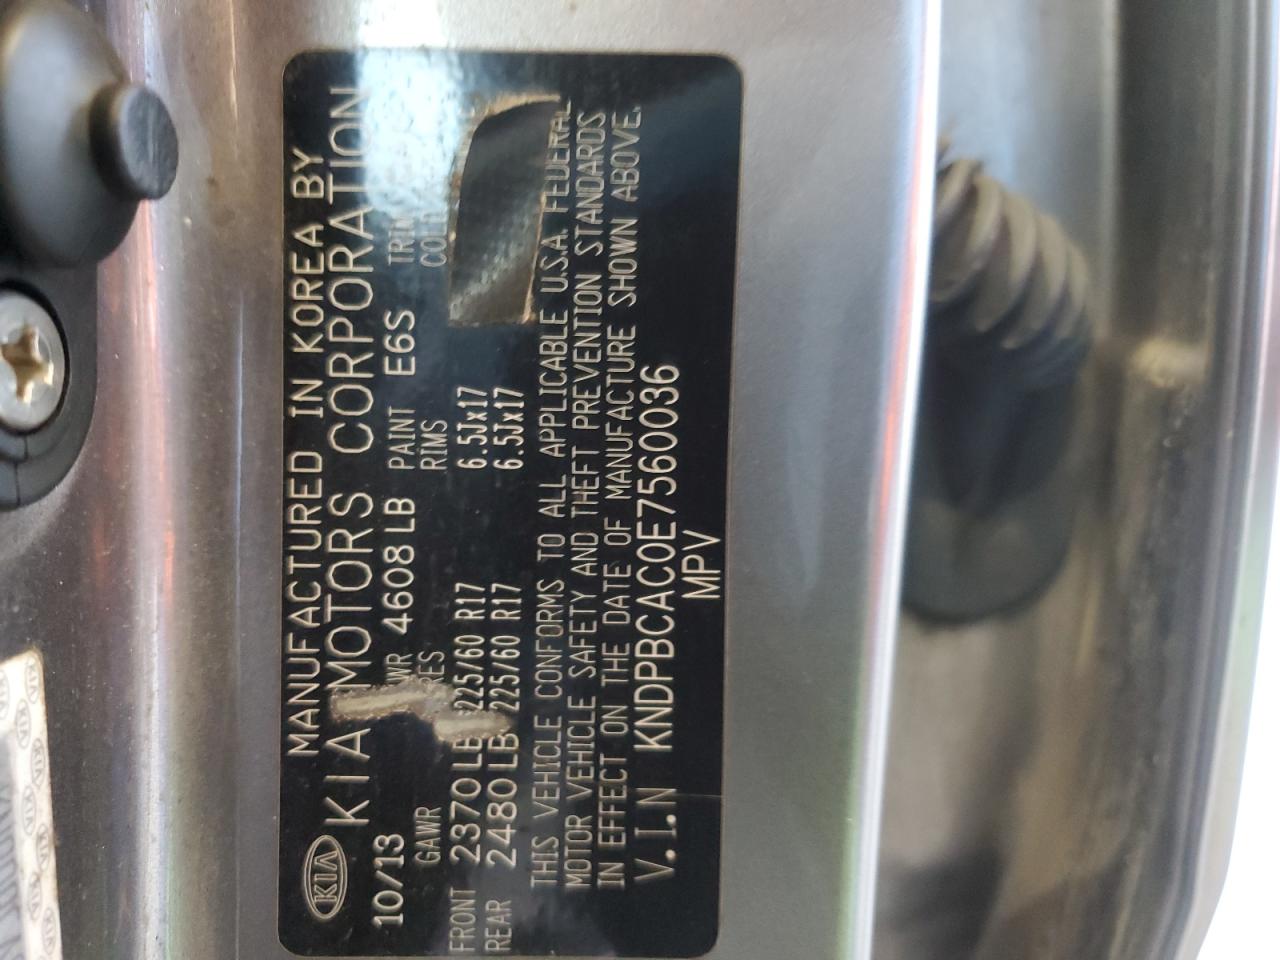 KIA
MANUFACTURED IN KOREA BY
KIA MOTORS CORPORATION
10/13 WR 4608 LB PAINT E6S TRIM
GAWR RES RIMS
FRONT 2370 LB 225/60 R17 6.5Jx17
REAR 2480 LB 225/60 R17 6.5Jx17
THIS VEHICLE CONFORMS TO ALL APPLICABLE U.S.A. FEDERAL
MOTOR VEHICLE SAFETY AND THEFT PREVENTION STANDARDS
IN EFFECT ON THE DATE OF MANUFACTURE SHOWN ABOVE.
V.I.N KNDPBCAC0E7560036
MPV